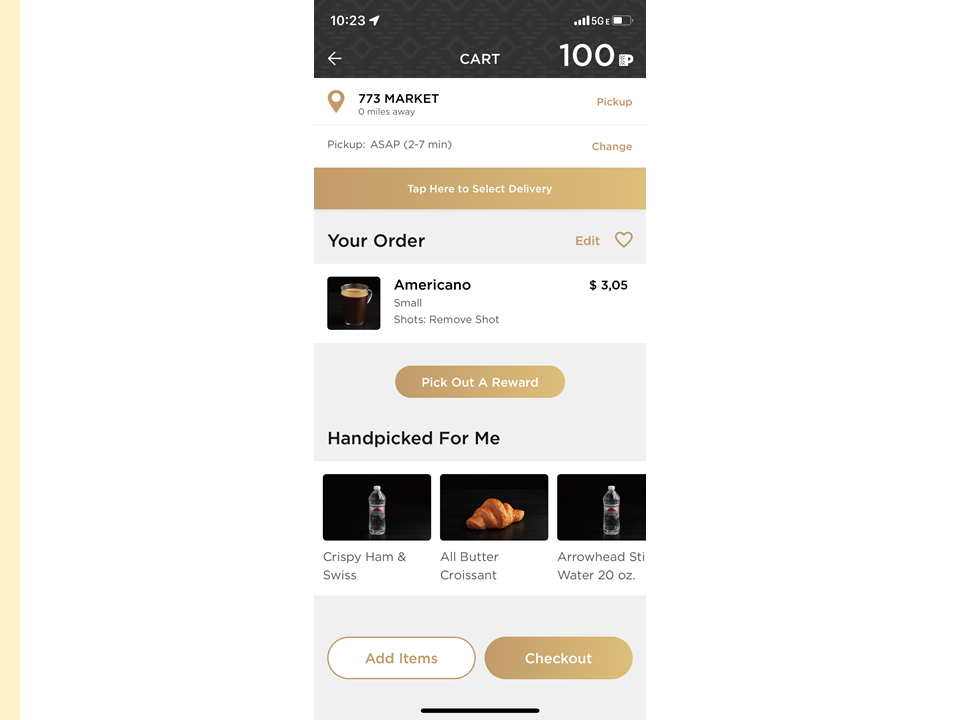 10:23
5G E
CART
100
773 MARKET
Pickup
0 miles away
Pickup: ASAP (2-7 min)
Change
Tap Here to Select Delivery
Your Order
Edit
Americano
$ 3,05
Small
Shots: Remove Shot
Pick Out A Reward
Handpicked For Me
Crispy Ham &
Swiss
All Butter
Croissant
Arrowhead Sti
Water 20 oz.
Add Items
Checkout